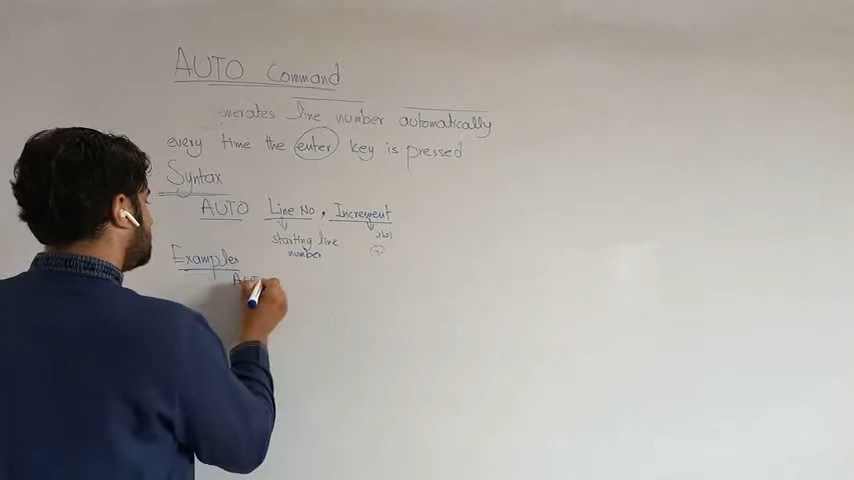 AUTO Command
enerates line number automatically
every time the enter key is pressed
Syntax
AUTO Line No , Increment
starting line
number
Examples